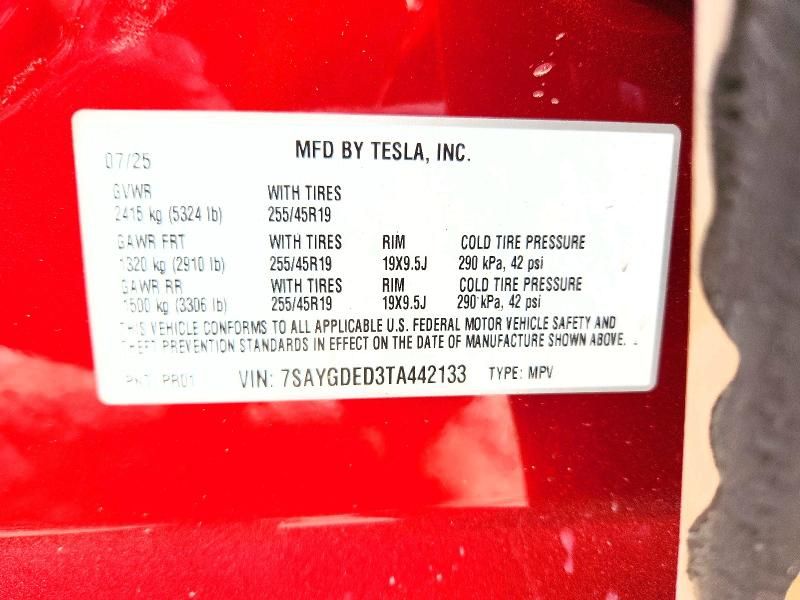 07/25 MFD BY TESLA, INC.
GVWR WITH TIRES
2415 kg (5324 lb) 255/45R19
GAWR FRT WITH TIRES RIM COLD TIRE PRESSURE
1320 kg (2910 lb) 255/45R19 19X9.5J 290 kPa, 42 psi
GAWR RR WITH TIRES RIM COLD TIRE PRESSURE
1500 kg (3306 lb) 255/45R19 19X9.5J 290 kPa, 42 psi
THIS VEHICLE CONFORMS TO ALL APPLICABLE U.S. FEDERAL MOTOR VEHICLE SAFETY AND
THEFT PREVENTION STANDARDS IN EFFECT ON THE DATE OF MANUFACTURE SHOWN ABOVE.
PNT: PR01 VIN: 7SAYGDED3TA442133 TYPE: MPV